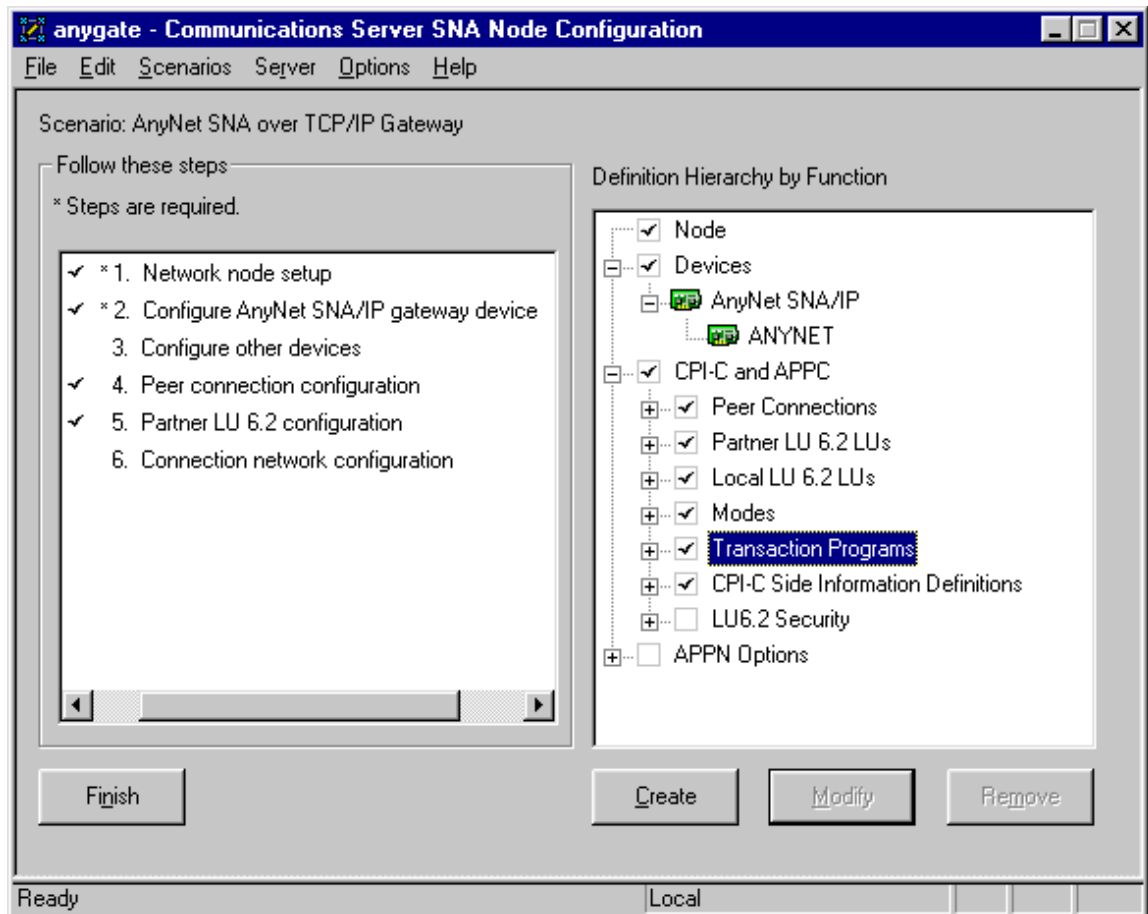 anygate - Communications Server SNA Node Configuration
File Edit Scenarios Server Options Help
Scenario: AnyNet SNA over TCP/IP Gateway
Follow these steps
* Steps are required.
* 1. Network node setup
* 2. Configure AnyNet SNA/IP gateway device
3. Configure other devices
4. Peer connection configuration
5. Partner LU 6.2 configuration
6. Connection network configuration
Definition Hierarchy by Function
Node
Devices
AnyNet SNA/IP
ANYNET
CPI-C and APPC
Peer Connections
Partner LU 6.2 LUs
Local LU 6.2 LUs
Modes
Transaction Programs
CPI-C Side Information Definitions
LU6.2 Security
APPN Options
Finish
Create Modify Remove
Ready Local